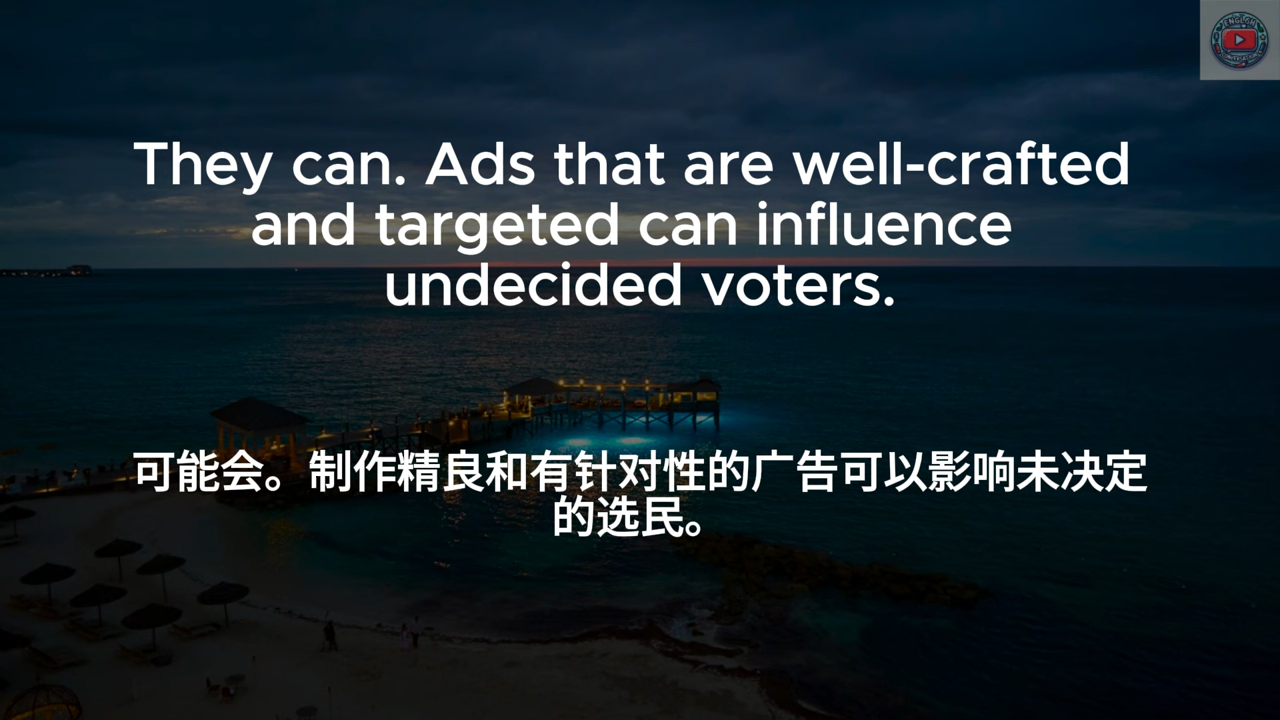 They can. Ads that are well-crafted
and targeted can influence
undecided voters.
可能会。制作精良和有针对性的广告可以影响未决定
的选民。
ENGLISH